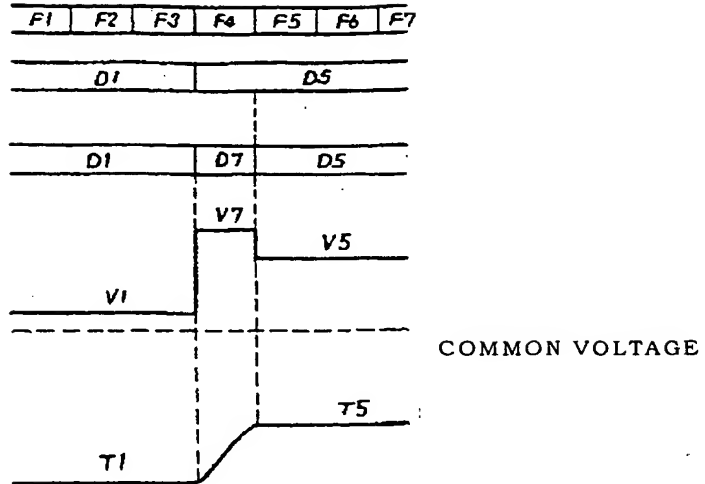 F1 F2 F3 F4 F5 F6 F7
D1 D5
D1 D7 D5
V7
V5
V1
COMMON VOLTAGE
T5
T1